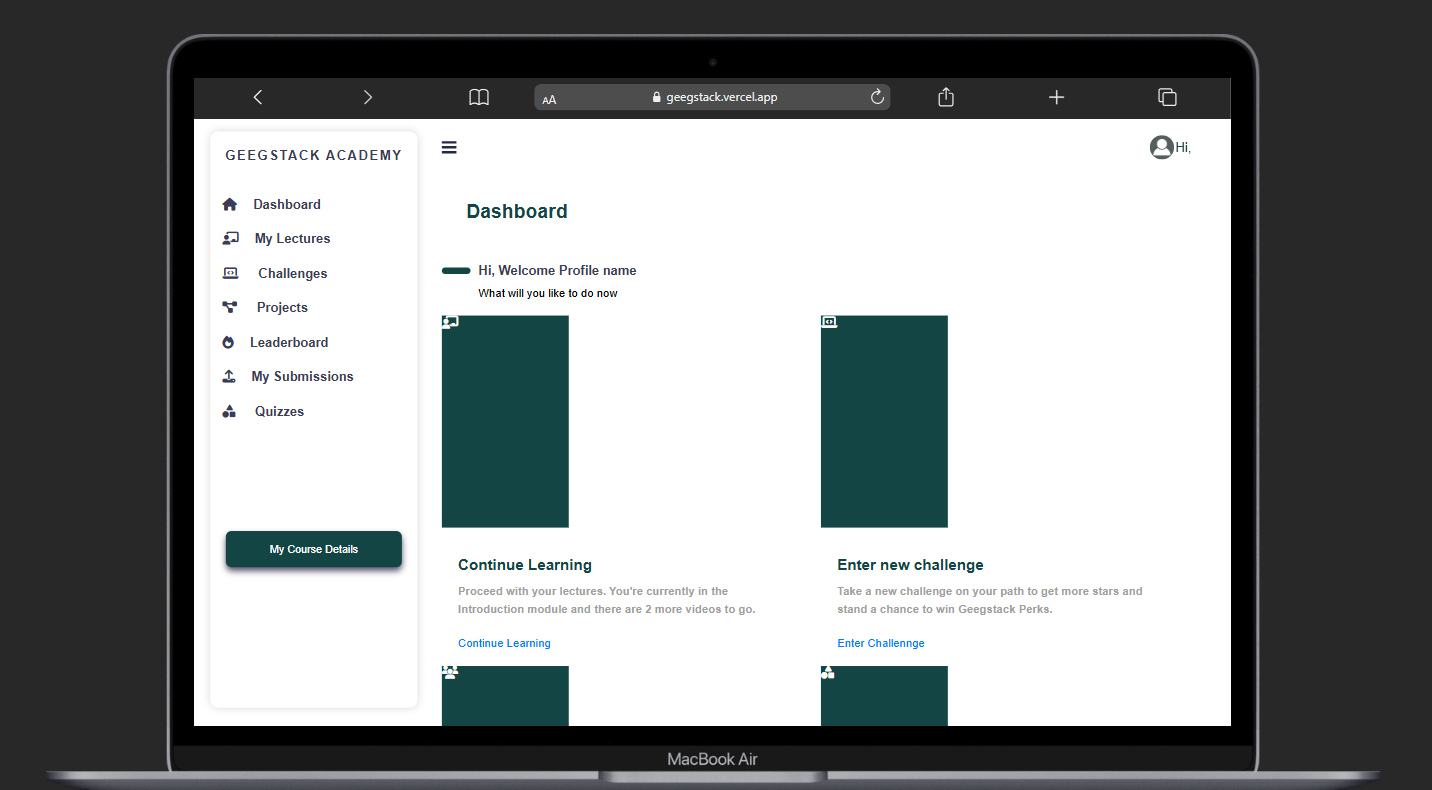 AA
geegstack.vercel.app
GEEGSTACK ACADEMY
Hi,
Dashboard
My Lectures
Challenges
Projects
Leaderboard
My Submissions
Quizzes
My Course Details
Dashboard
Hi, Welcome Profile name
What will you like to do now
Continue Learning
Proceed with your lectures. You're currently in the
Introduction module and there are 2 more videos to go.
Continue Learning
Enter new challenge
Take a new challenge on your path to get more stars and
stand a chance to win Geegstack Perks.
Enter Challennge
MacBook Air